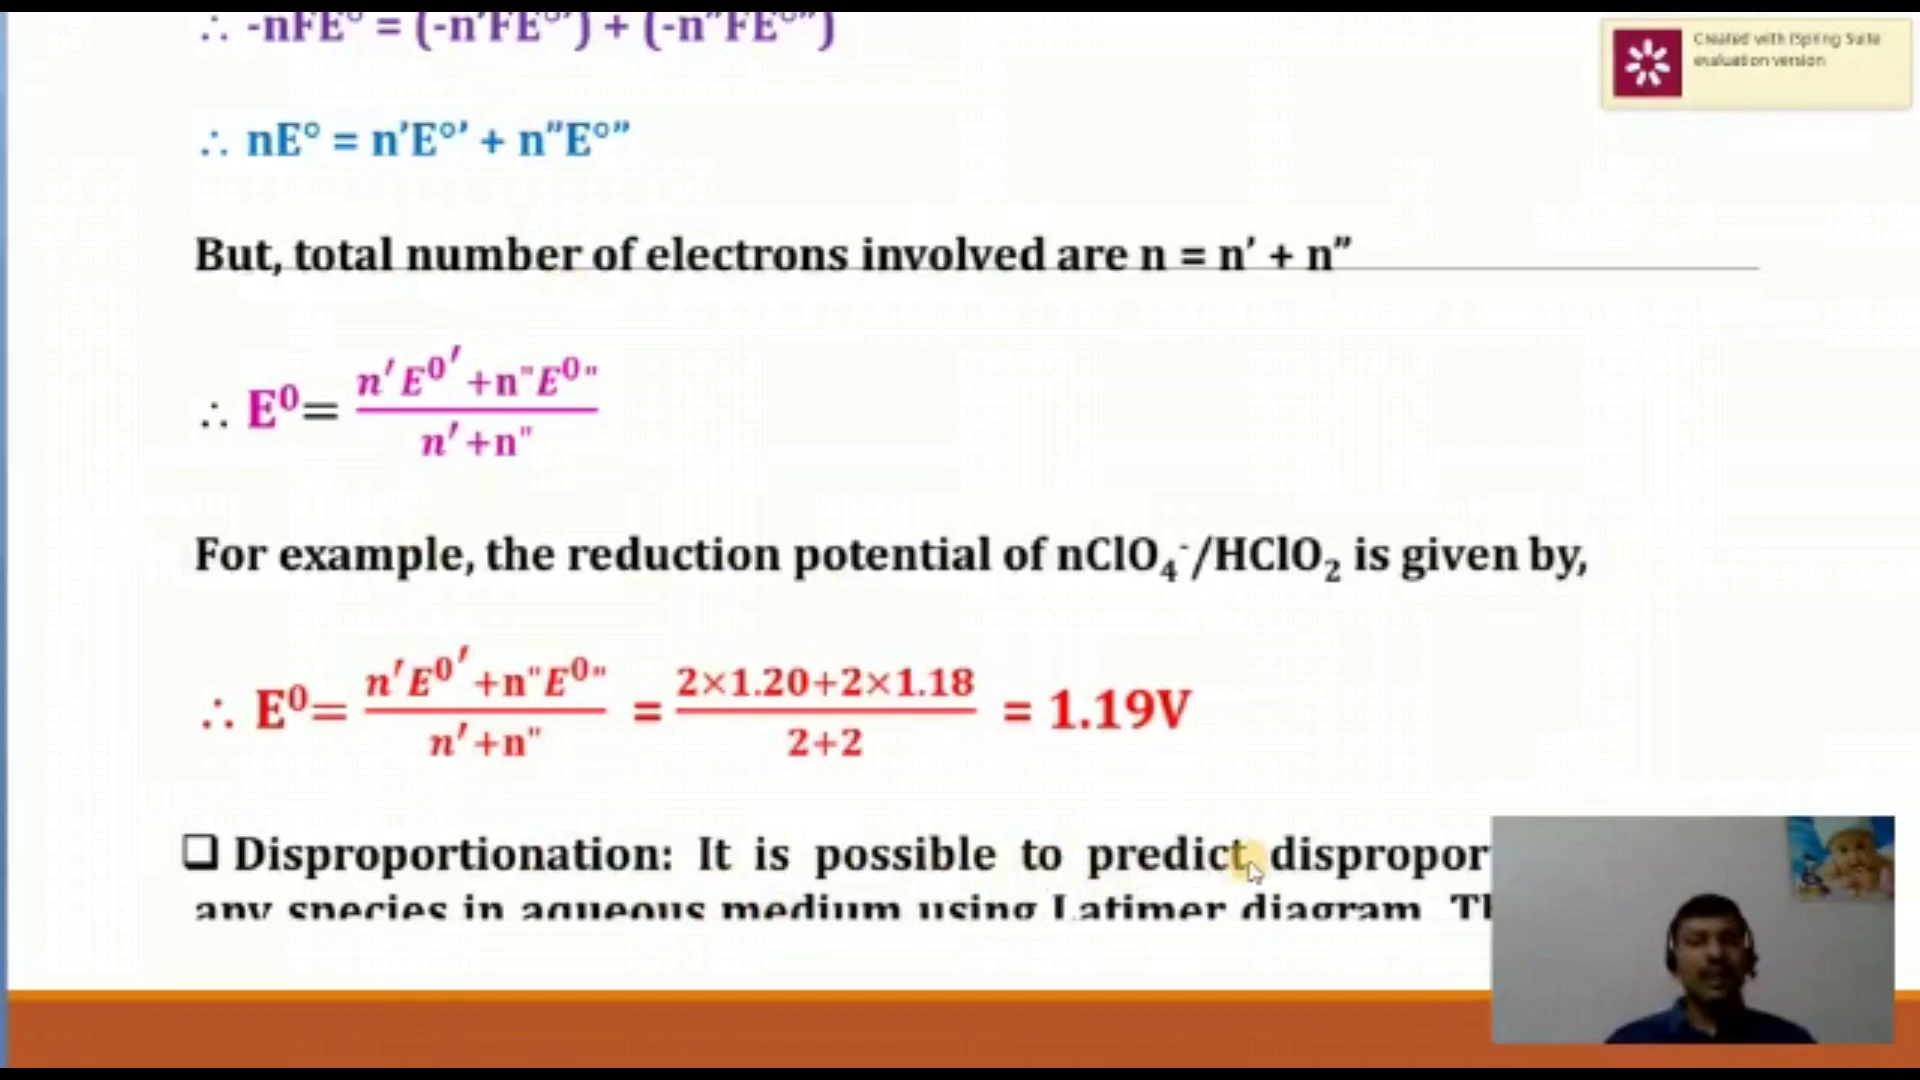 ∴ -nFE° = (-n′FE°′) + (-n″FE°″)
Created with iSpring Suite
evaluation version
∴ nE° = n′E°′ + n″E°″
But, total number of electrons involved are n = n′ + n″
∴ E⁰= (n′E⁰′+n"E⁰")/(n′+n")
For example, the reduction potential of nClO₄⁻/HClO₂ is given by,
∴ E⁰= (n′E⁰′+n"E⁰")/(n′+n") = (2×1.20+2×1.18)/(2+2) = 1.19V
❑ Disproportionation: It is possible to predict dispropor
any species in aqueous medium using Latimer diagram. Th